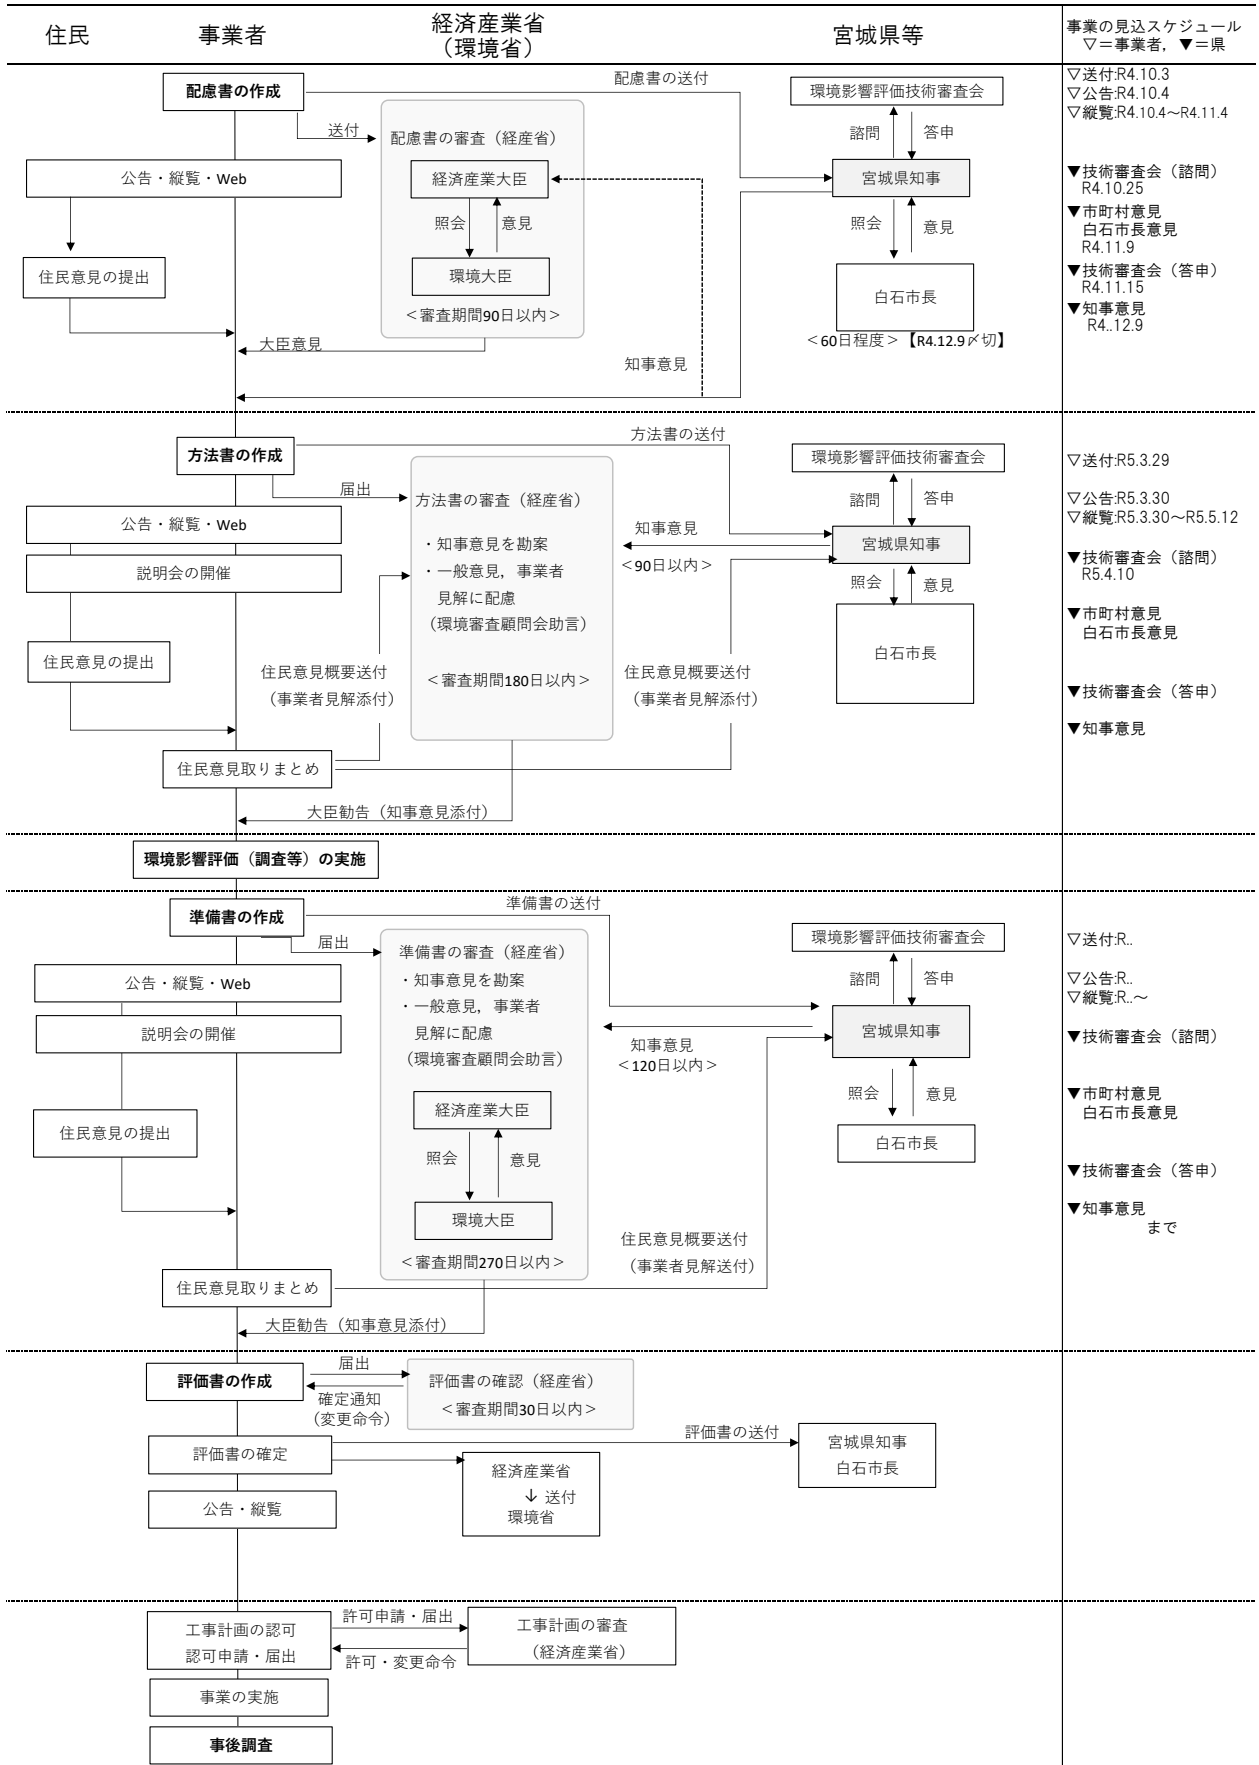 住民
事業者
経済産業省
（環境省）
宮城県等
事業の見込スケジュール
▽＝事業者，▼＝県
配慮書の作成
配慮書の送付
環境影響評価技術審査会
▽送付:R4.10.3
▽公告:R4.10.4
▽縦覧:R4.10.4～R4.11.4
送付
配慮書の審査（経産省）
諮問
答申
公告・縦覧・Web
経済産業大臣
宮城県知事
▼技術審査会（諮問）
R4.10.25
照会
意見
照会
意見
▼市町村意見
白石市長意見
R4.11.9
住民意見の提出
環境大臣
白石市長
▼技術審査会（答申）
R4.11.15
＜審査期間90日以内＞
▼知事意見
R4..12.9
大臣意見
＜60日程度＞【R4.12.9〆切】
知事意見
方法書の作成
方法書の送付
環境影響評価技術審査会
▽送付:R5.3.29
届出
方法書の審査（経産省）
諮問
答申
▽公告:R5.3.30
▽縦覧:R5.3.30～R5.5.12
公告・縦覧・Web
知事意見
＜90日以内＞
宮城県知事
・知事意見を勘案
・一般意見，事業者
見解に配慮
（環境審査顧問会助言）
説明会の開催
照会
意見
▼技術審査会（諮問）
R5.4.10
▼市町村意見
白石市長意見
住民意見の提出
住民意見概要送付
（事業者見解添付）
＜審査期間180日以内＞
住民意見概要送付
（事業者見解添付）
白石市長
▼技術審査会（答申）
▼知事意見
住民意見取りまとめ
大臣勧告（知事意見添付）
環境影響評価（調査等）の実施
準備書の作成
準備書の送付
環境影響評価技術審査会
▽送付:R..
届出
準備書の審査（経産省）
諮問
答申
▽公告:R..
▽縦覧:R..～
公告・縦覧・Web
・知事意見を勘案
・一般意見，事業者
見解に配慮
（環境審査顧問会助言）
説明会の開催
知事意見
＜120日以内＞
宮城県知事
▼技術審査会（諮問）
経済産業大臣
照会
意見
▼市町村意見
白石市長意見
住民意見の提出
照会
意見
白石市長
▼技術審査会（答申）
環境大臣
▼知事意見
まで
＜審査期間270日以内＞
住民意見概要送付
（事業者見解送付）
住民意見取りまとめ
大臣勧告（知事意見添付）
評価書の作成
届出
確定通知
（変更命令）
評価書の確認（経産省）
＜審査期間30日以内＞
評価書の送付
評価書の確定
宮城県知事
白石市長
経済産業省
↓ 送付
環境省
公告・縦覧
工事計画の認可
認可申請・届出
許可申請・届出
許可・変更命令
工事計画の審査
（経済産業省）
事業の実施
事後調査